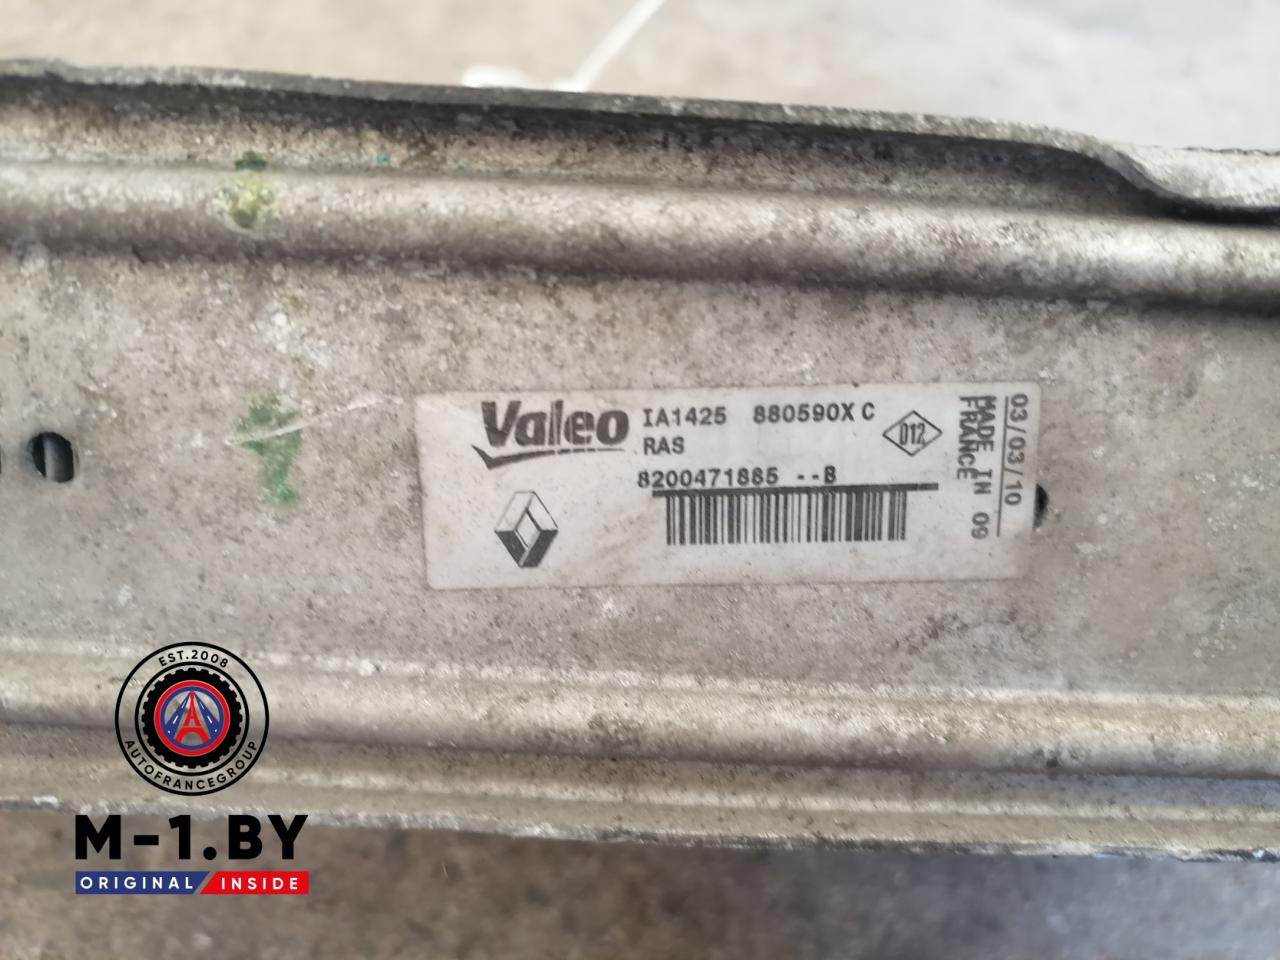 Valeo
IA1425 880590X C
RAS
8200471885 --B
012
03/03/10
MADE IN 09
FRANCE
EST.2008
AUTOFRANCEGROUP
M-1.BY
ORIGINAL / INSIDE